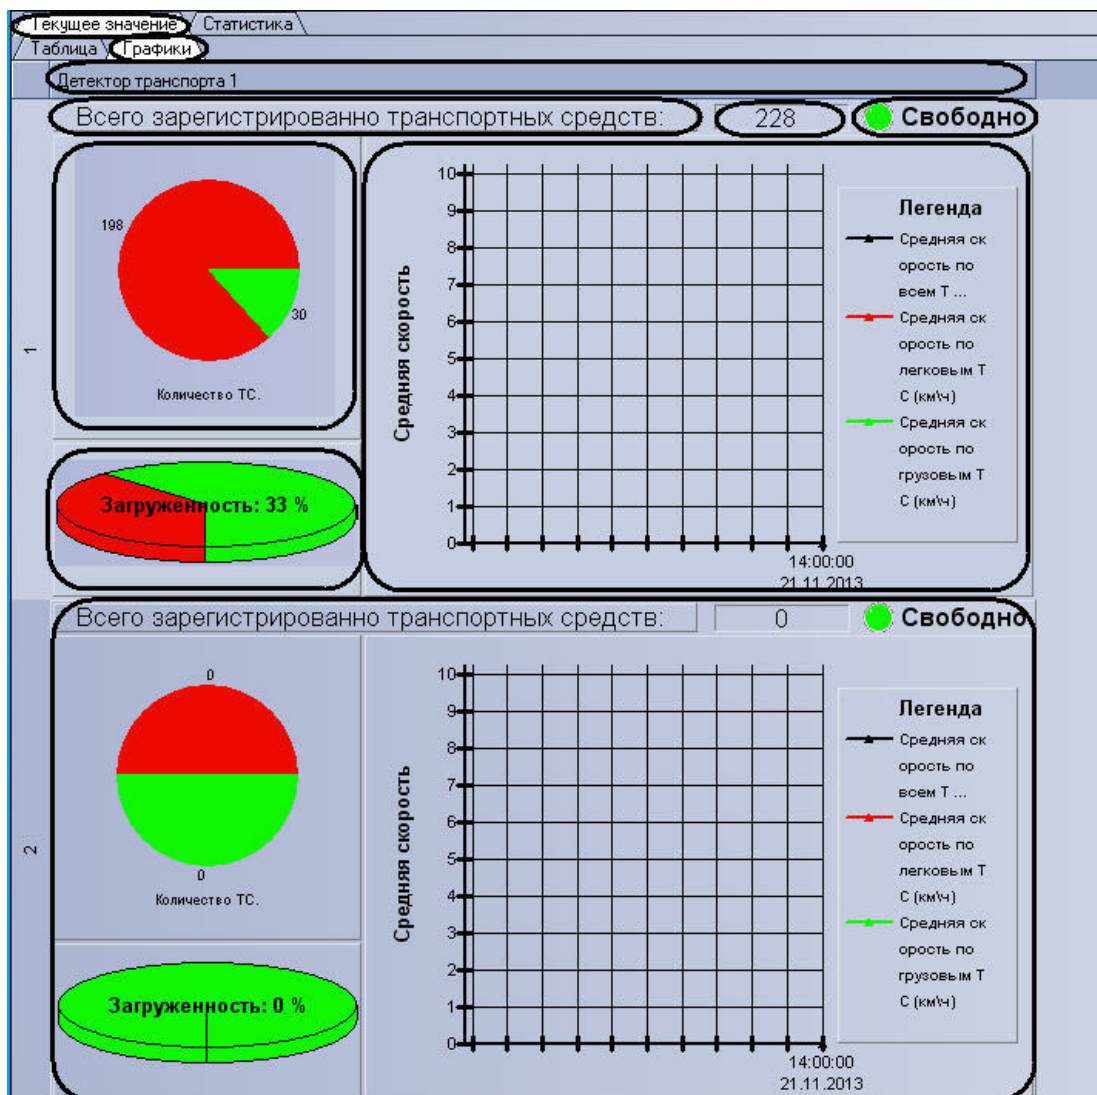 Текущее значение Статистика
Таблица Графики
Детектор транспорта 1
Всего зарегистрированно транспортных средств: 228 Свободно
1
198
30
Количество ТС.
Загруженность: 33 %
Средняя скорость
10
9
8
7
6
5
4
3
2
1
0
14:00:00
21.11.2013
Легенда
Средняя ск
орость по
всем Т ...
Средняя ск
орость по
легковым Т
С (км\ч)
Средняя ск
орость по
грузовым Т
С (км\ч)
2
Всего зарегистрированно транспортных средств: 0 Свободно
0
0
Количество ТС.
Загруженность: 0 %
Средняя скорость
10
9
8
7
6
5
4
3
2
1
0
14:00:00
21.11.2013
Легенда
Средняя ск
орость по
всем Т ...
Средняя ск
орость по
легковым Т
С (км\ч)
Средняя ск
орость по
грузовым Т
С (км\ч)